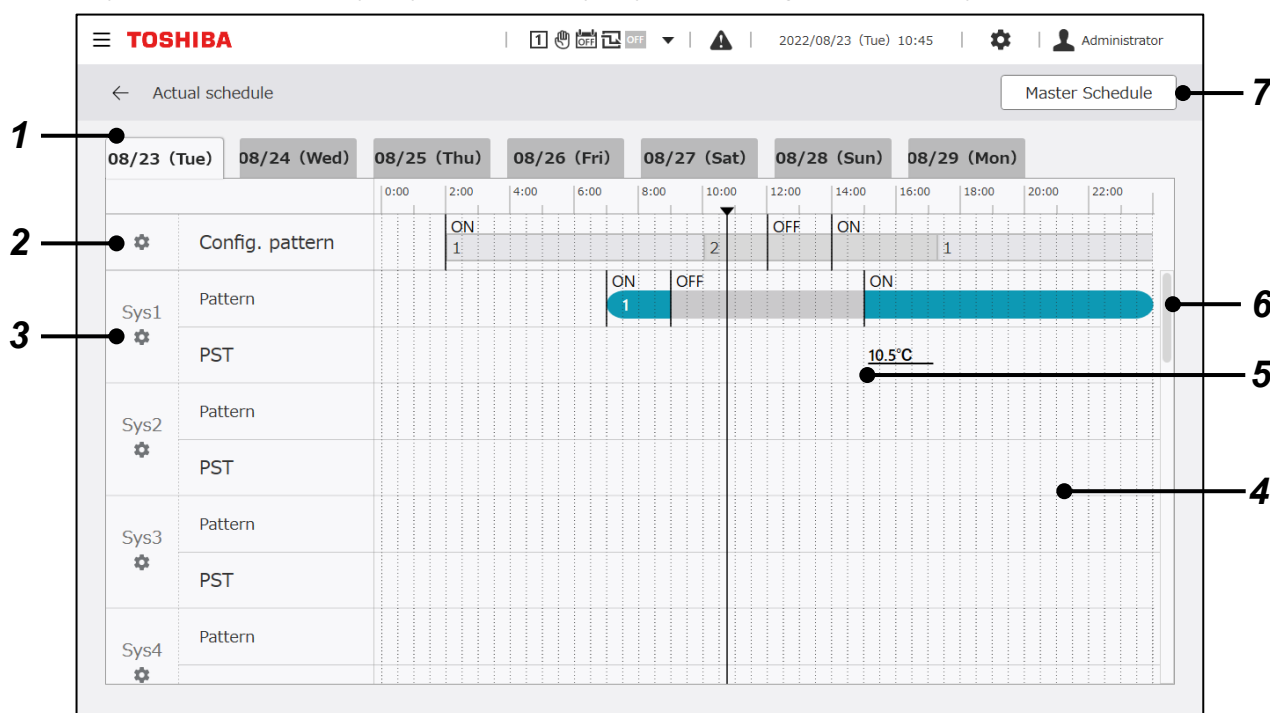 TOSHIBA | 1 OFF OFF | | 2022/08/23 (Tue) 10:45 | | Administrator
← Actual schedule Master Schedule 7
1
08/23 (Tue) 08/24 (Wed) 08/25 (Thu) 08/26 (Fri) 08/27 (Sat) 08/28 (Sun) 08/29 (Mon)
0:00 2:00 4:00 6:00 8:00 10:00 12:00 14:00 16:00 18:00 20:00 22:00
ON OFF ON
2 Config. pattern 1 2 1
ON OFF ON
Pattern 1 6
Sys1
3
PST 10.5°C
5
Pattern
Sys2
PST
4
Pattern
Sys3
PST
Pattern
Sys4